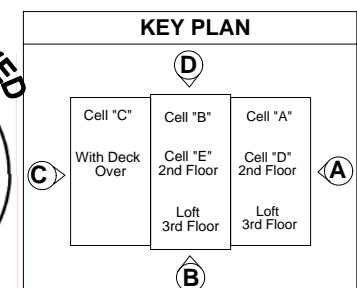 KEY PLAN
D
Cell "C"
With Deck
Over
Cell "B"
Cell "E"
2nd Floor
Loft
3rd Floor
Cell "A"
Cell "D"
2nd Floor
Loft
3rd Floor
C
A
B